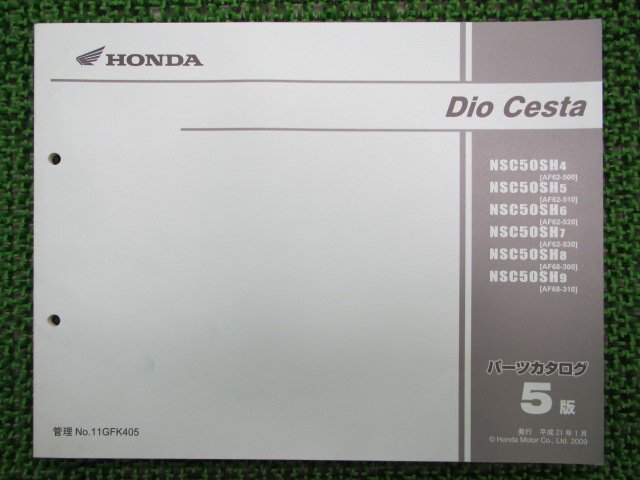 HONDA
Dio Cesta
NSC50SH4
[AF62-500]
NSC50SH5
[AF62-510]
NSC50SH6
[AF62-520]
NSC50SH7
[AF62-530]
NSC50SH8
[AF68-300]
NSC50SH9
[AF68-310]
パーツカタログ
5版
管理 No.11GFK405
発行 平成21年1月
© Honda Motor Co., Ltd. 2009